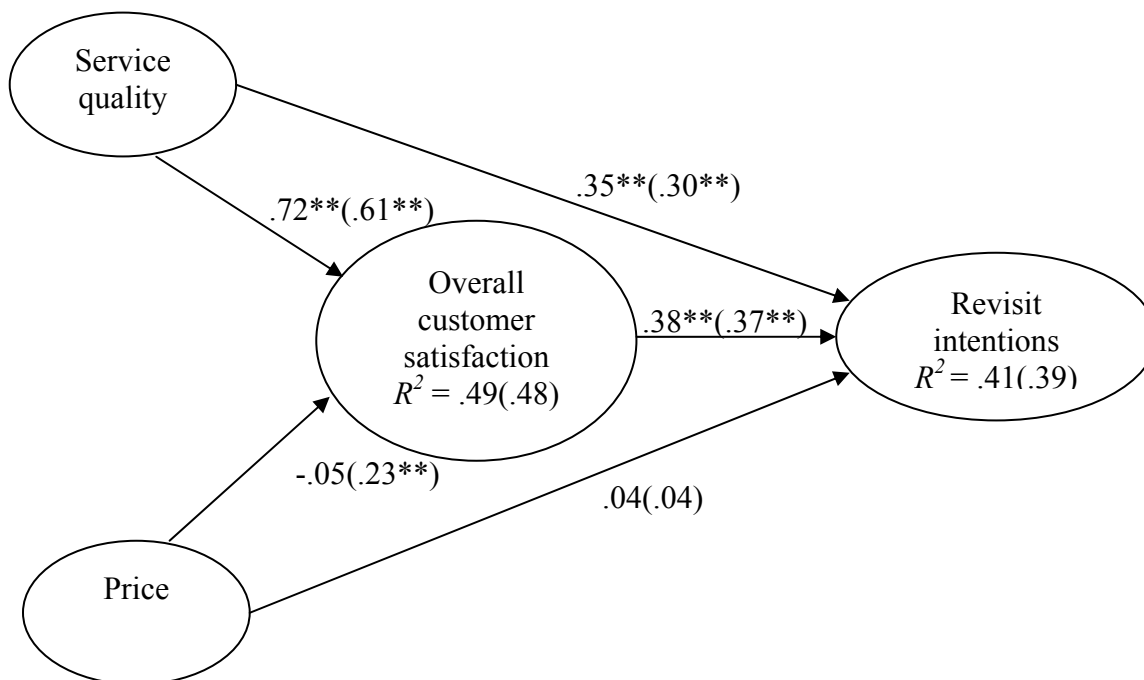 Service
quality
.35**(.30**)
.72**(.61**)
Overall
customer
satisfaction
R² = .49(.48)
.38**(.37**)
Revisit
intentions
R² = .41(.39)
-.05(.23**)
.04(.04)
Price